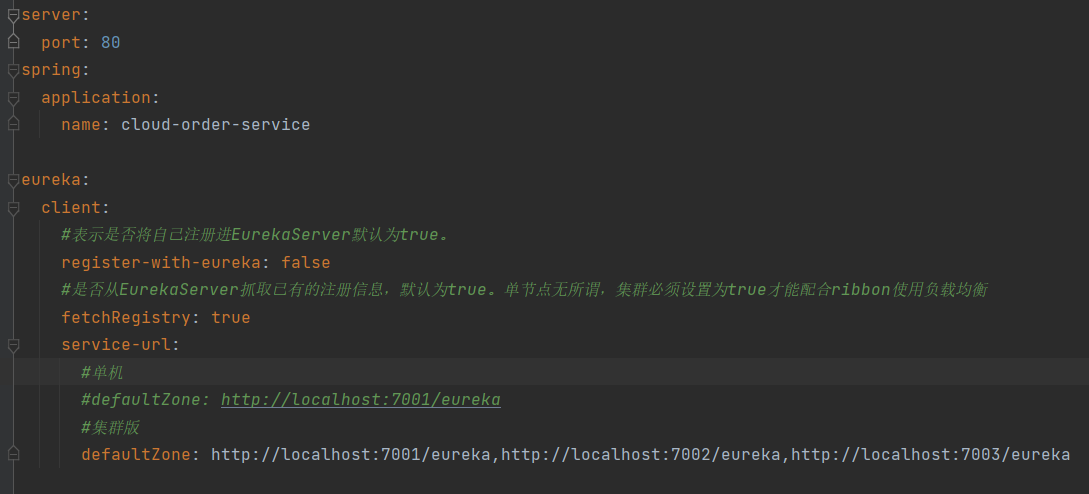 server:
  port: 80
spring:
  application:
    name: cloud-order-service

eureka:
  client:
    #表示是否将自己注册进EurekaServer默认为true。
    register-with-eureka: false
    #是否从EurekaServer抓取已有的注册信息，默认为true。单节点无所谓，集群必须设置为true才能配合ribbon使用负载均衡
    fetchRegistry: true
    service-url:
      #单机
      #defaultZone: http://localhost:7001/eureka
      #集群版
      defaultZone: http://localhost:7001/eureka,http://localhost:7002/eureka,http://localhost:7003/eureka